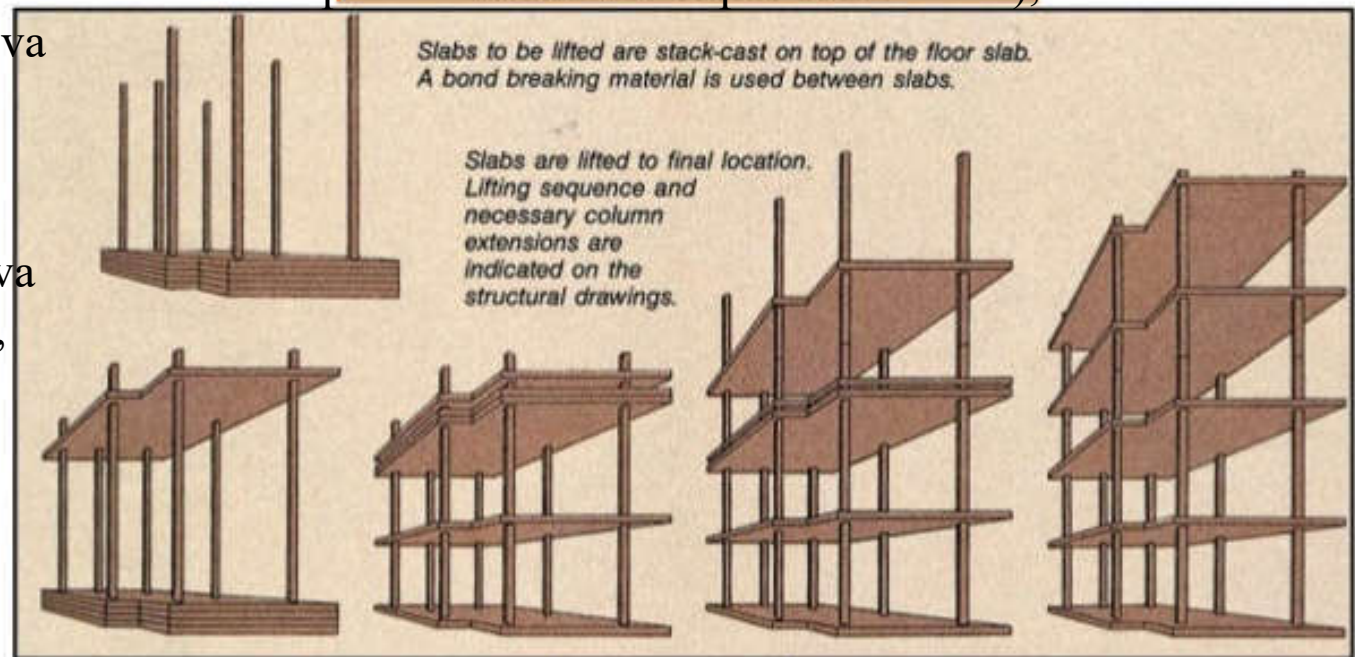 ),
va
Slabs to be lifted are stack-cast on top of the floor slab.
A bond breaking material is used between slabs.
Slabs are lifted to final location.
Lifting sequence and
necessary column
extensions are
indicated on the
structural drawings.
va
,